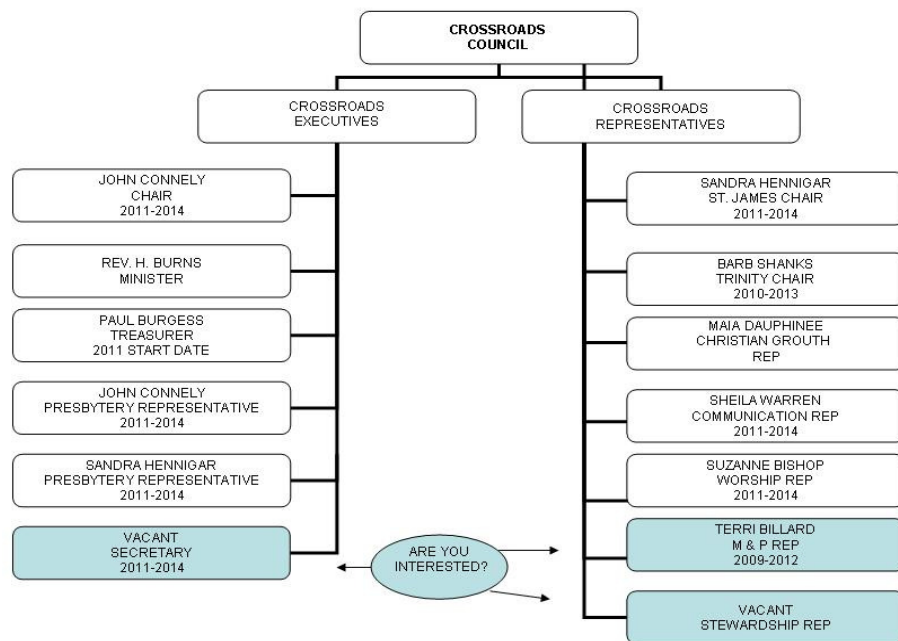 CROSSROADS
COUNCIL
CROSSROADS
EXECUTIVES
CROSSROADS
REPRESENTATIVES
JOHN CONNELY
CHAIR
2011-2014
REV. H. BURNS
MINISTER
PAUL BURGESS
TREASURER
2011 START DATE
JOHN CONNELY
PRESBYTERY REPRESENTATIVE
2011-2014
SANDRA HENNIGAR
PRESBYTERY REPRESENTATIVE
2011-2014
VACANT
SECRETARY
2011-2014
ARE YOU
INTERESTED?
SANDRA HENNIGAR
ST. JAMES CHAIR
2011-2014
BARB SHANKS
TRINITY CHAIR
2010-2013
MAIA DAUPHINEE
CHRISTIAN GROUTH
REP
SHEILA WARREN
COMMUNICATION REP
2011-2014
SUZANNE BISHOP
WORSHIP REP
2011-2014
TERRI BILLARD
M & P REP
2009-2012
VACANT
STEWARDSHIP REP